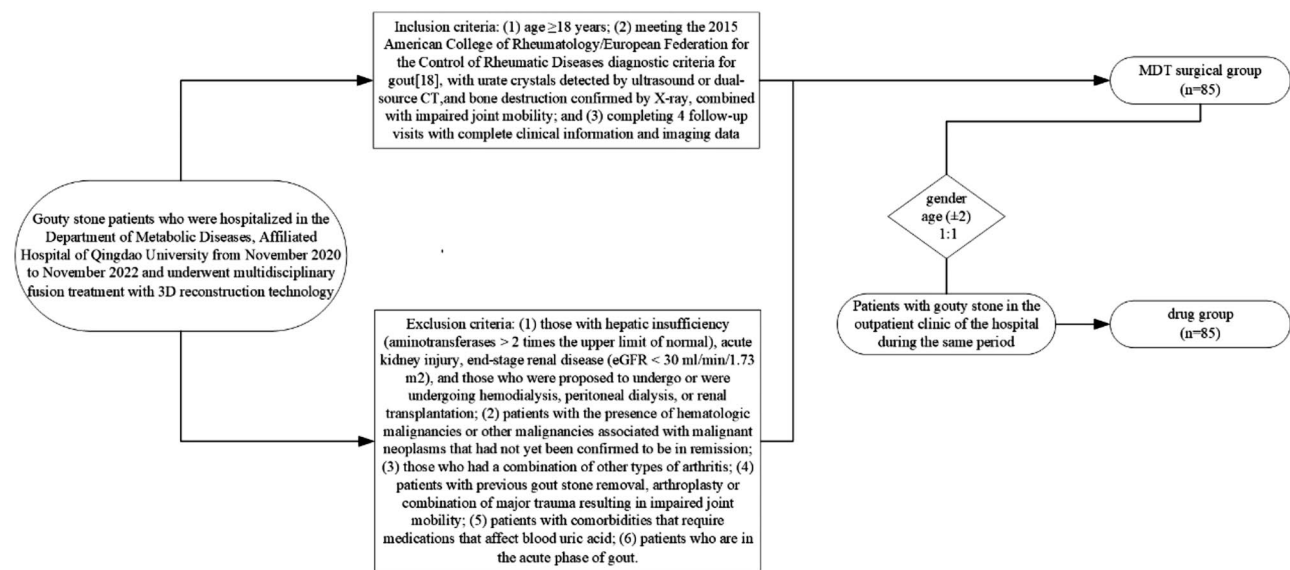 Gouty stone patients who were hospitalized in the
Department of Metabolic Diseases, Affiliated
Hospital of Qingdao University from November 2020
to November 2022 and underwent multidisciplinary
fusion treatment with 3D reconstruction technology
Inclusion criteria: (1) age ≥18 years; (2) meeting the 2015
American College of Rheumatology/European Federation for
the Control of Rheumatic Diseases diagnostic criteria for
gout[18], with urate crystals detected by ultrasound or dual-
source CT,and bone destruction confirmed by X-ray, combined
with impaired joint mobility; and (3) completing 4 follow-up
visits with complete clinical information and imaging data
Exclusion criteria: (1) those with hepatic insufficiency
(aminotransferases > 2 times the upper limit of normal), acute
kidney injury, end-stage renal disease (eGFR < 30 ml/min/1.73
m2), and those who were proposed to undergo or were
undergoing hemodialysis, peritoneal dialysis, or renal
transplantation; (2) patients with the presence of hematologic
malignancies or other malignancies associated with malignant
neoplasms that had not yet been confirmed to be in remission;
(3) those who had a combination of other types of arthritis; (4)
patients with previous gout stone removal, arthroplasty or
combination of major trauma resulting in impaired joint
mobility; (5) patients with comorbidities that require
medications that affect blood uric acid; (6) patients who are in
the acute phase of gout.
MDT surgical group
(n=85)
gender
age (±2)
1:1
Patients with gouty stone in the
outpatient clinic of the hospital
during the same period
drug group
(n=85)